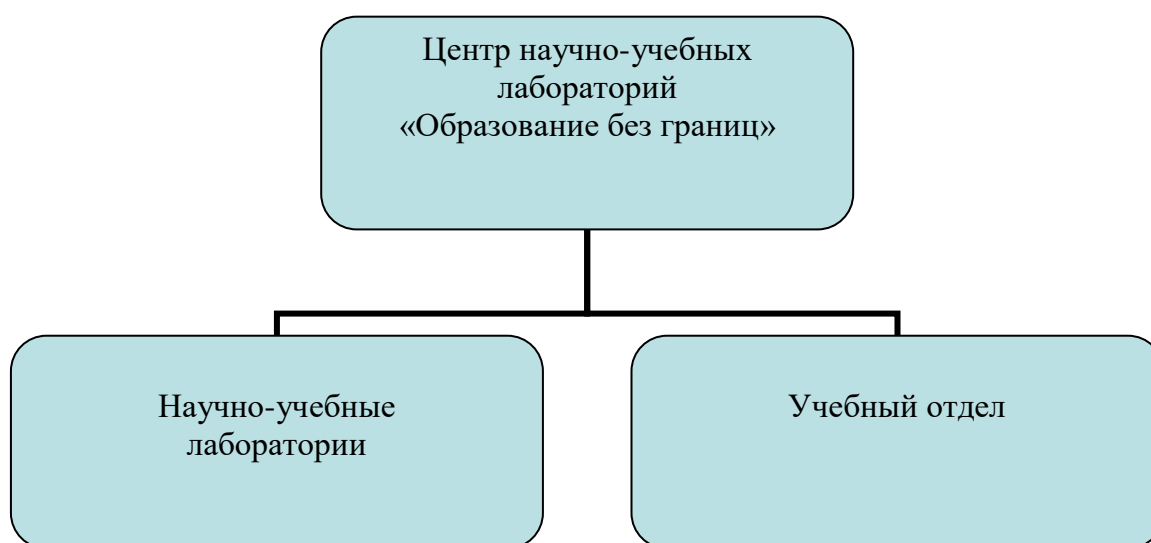 Центр научно-учебных
лабораторий
«Образование без границ»
Научно-учебные
лаборатории
Учебный отдел